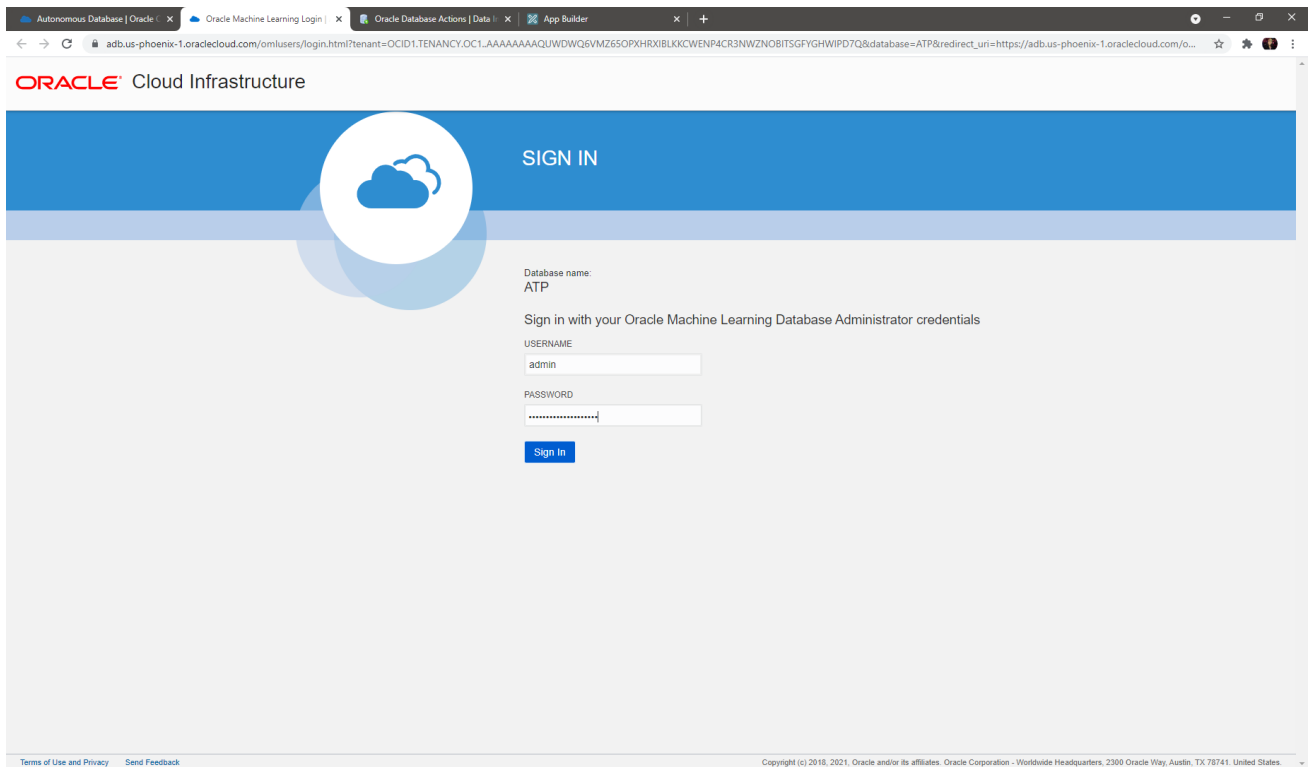 Autonomous Database | Oracle C
Oracle Machine Learning Login |
Oracle Database Actions | Data In
App Builder
adb.us-phoenix-1.oraclecloud.com/omlusers/login.html?tenant=OCID1.TENANCY.OC1..AAAAAAAAQUWDWQ6VMZ65OPXHRXIBLKKCWENP4CR3NWZNOBITSGFYGHWIPD7Q&database=ATP&redirect_uri=https://adb.us-phoenix-1.oraclecloud.com/o...
ORACLE Cloud Infrastructure
SIGN IN
Database name:
ATP
Sign in with your Oracle Machine Learning Database Administrator credentials
USERNAME
admin
PASSWORD
Sign In
Terms of Use and Privacy Send Feedback Copyright (c) 2018, 2021, Oracle and/or its affiliates. Oracle Corporation - Worldwide Headquarters, 2300 Oracle Way, Austin, TX 78741. United States.